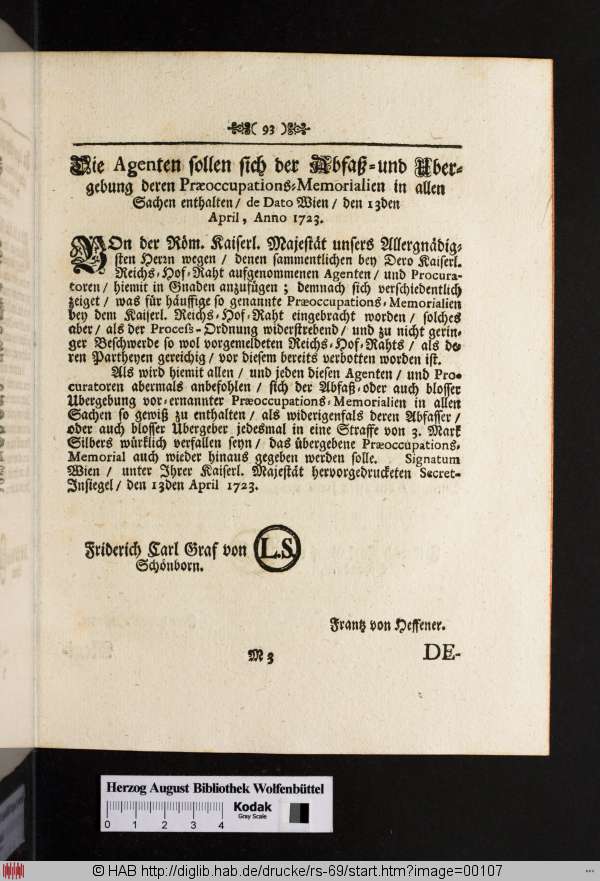 ( 93 )
Die Agenten sollen sich der Abfaß- und Uber-
gebung deren Præoccupations-Memorialien in allen
Sachen enthalten / de Dato Wien / den 13den
April, Anno 1723.
VOn der Röm. Kaiserl. Majestät unsers Allergnädig-
sten Herrn wegen / denen sammentlichen bey Dero Kaiserl.
Reichs-Hof-Raht aufgenommenen Agenten / und Procura-
toren / hiemit in Gnaden anzufügen ; demnach sich verschiedentlich
zeiget / was für häuffige so genannte Præoccupations-Memorialien
bey dem Kaiserl. Reichs-Hof-Raht eingebracht worden / solches
aber / als der Process-Ordnung widerstrebend / und zu nicht gerin-
ger Beschwerde so wol vorgemeldeten Reichs-Hof-Rahts / als de-
ren Partheyen gereichig / vor diesem bereits verbotten worden ist.
Als wird hiemit allen / und jeden diesen Agenten / und Pro-
curatoren abermals anbefohlen / sich der Abfaß- oder auch blosser
Ubergebung vor-ernannter Præoccupations-Memorialien in allen
Sachen so gewiß zu enthalten / als widerigenfals deren Abfasser /
oder auch blosser Ubergeber jedesmal in eine Straffe von 3. Mark
Silbers würklich verfallen seyn / das übergebene Præoccupations-
Memorial auch wieder hinaus gegeben werden solle. Signatum
Wien / unter Ihrer Kaiserl. Majestät hervorgedrucketen Secret-
Insiegel / den 13den April 1723.
Friderich Carl Graf von L.S.
Schönborn.
Frantz von Hessener.
M 3 DE-
Herzog August Bibliothek Wolfenbüttel
0 1 2 3 4 Kodak
Gray Scale
© HAB http://diglib.hab.de/drucke/rs-69/start.htm?image=00107